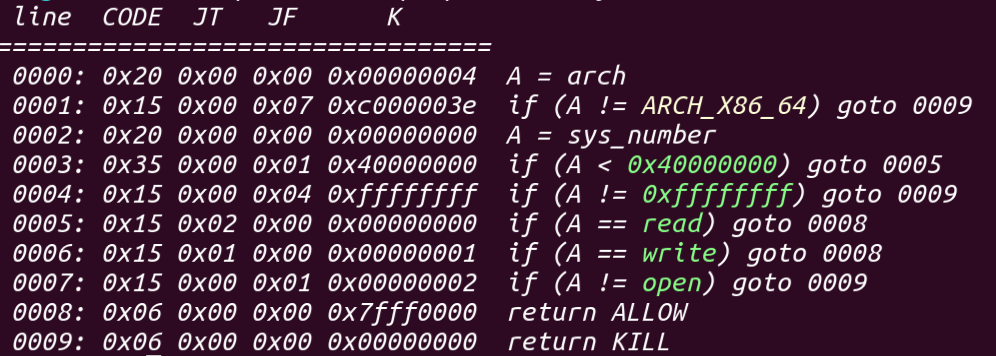 line CODE JT JF K
=================================
0000: 0x20 0x00 0x00 0x00000004 A = arch
0001: 0x15 0x00 0x07 0xc000003e if (A != ARCH_X86_64) goto 0009
0002: 0x20 0x00 0x00 0x00000000 A = sys_number
0003: 0x35 0x00 0x01 0x40000000 if (A < 0x40000000) goto 0005
0004: 0x15 0x00 0x04 0xffffffff if (A != 0xffffffff) goto 0009
0005: 0x15 0x02 0x00 0x00000000 if (A == read) goto 0008
0006: 0x15 0x01 0x00 0x00000001 if (A == write) goto 0008
0007: 0x15 0x00 0x01 0x00000002 if (A != open) goto 0009
0008: 0x06 0x00 0x00 0x7fff0000 return ALLOW
0009: 0x06 0x00 0x00 0x00000000 return KILL